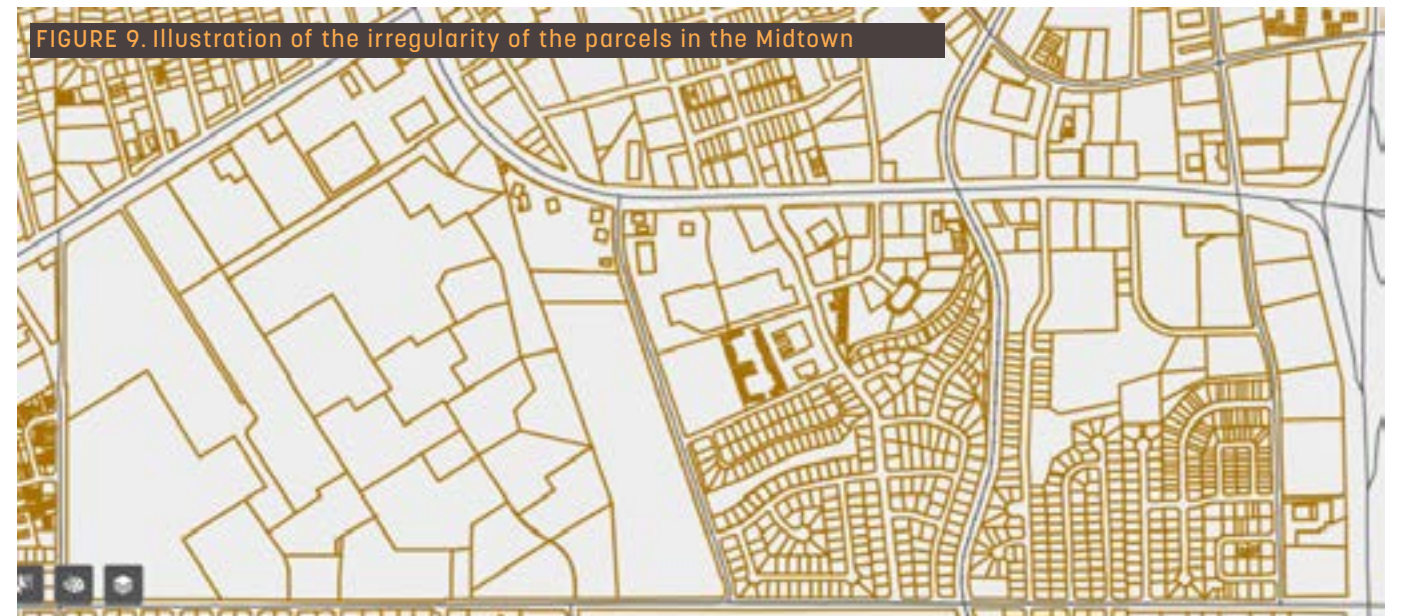 FIGURE 9. Illustration of the irregularity of the parcels in the Midtown